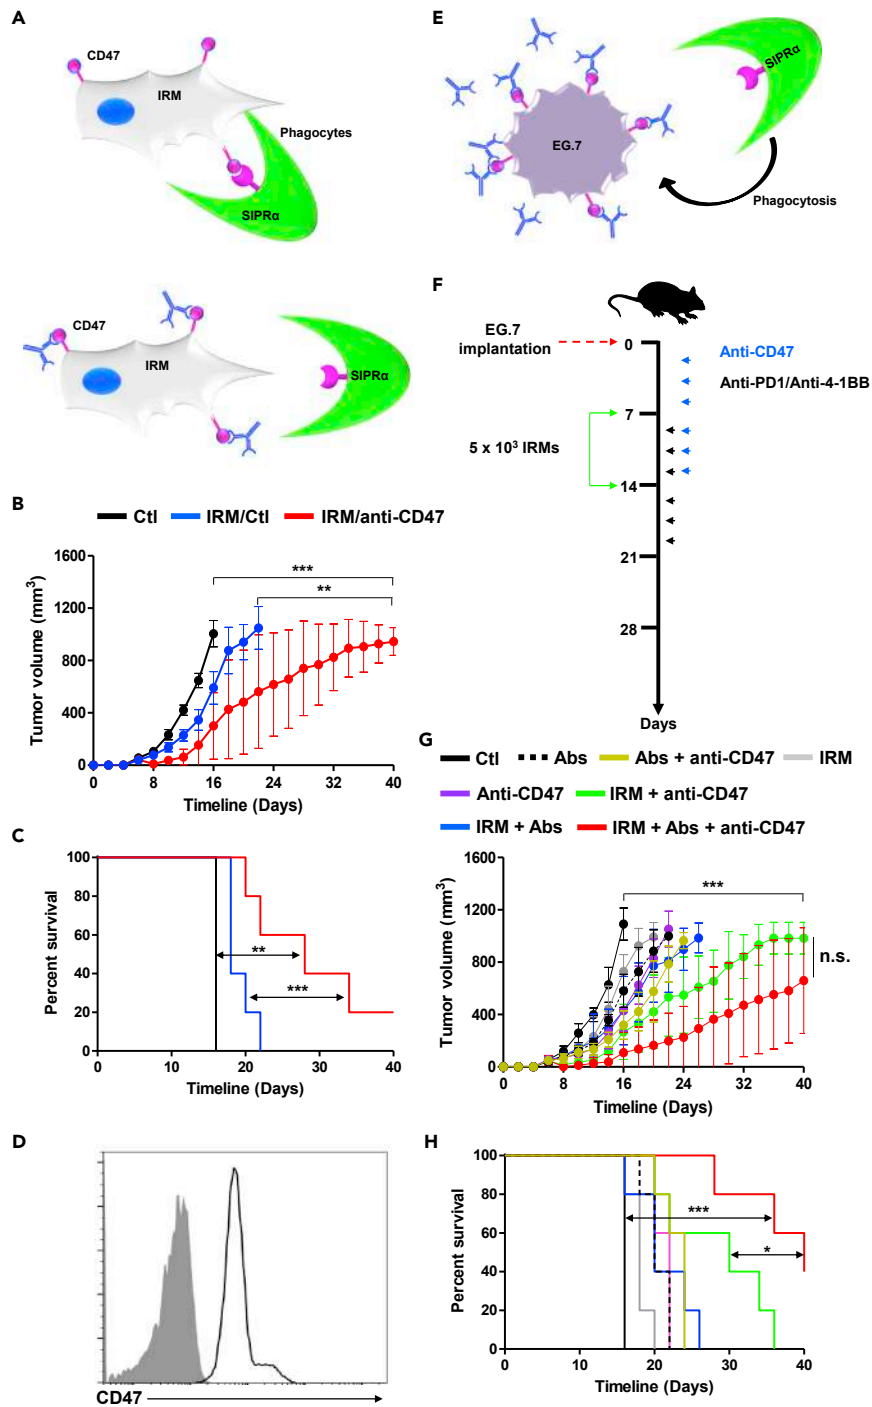 A
CD47
IRM
Phagocytes
SIPRα
CD47
IRM
SIPRα
B
Ctl IRM/Ctl IRM/anti-CD47
Tumor volume (mm³)
1600
1200
800
400
0
***
**
0 8 16 24 32 40
Timeline (Days)
C
Percent survival
100
80
60
40
20
0
**
***
0 10 20 30 40
Timeline (Days)
D
CD47
E
EG.7
SIPRα
Phagocytosis
F
EG.7
implantation
0
Anti-CD47
Anti-PD1/Anti-4-1BB
7
5 x 10³ IRMs
14
21
28
Days
G
Ctl Abs Abs + anti-CD47 IRM
Anti-CD47 IRM + anti-CD47
IRM + Abs IRM + Abs + anti-CD47
Tumor volume (mm³)
1600
1200
800
400
0
***
n.s.
0 8 16 24 32 40
Timeline (Days)
H
Percent survival
100
80
60
40
20
0
***
*
0 10 20 30 40
Timeline (Days)